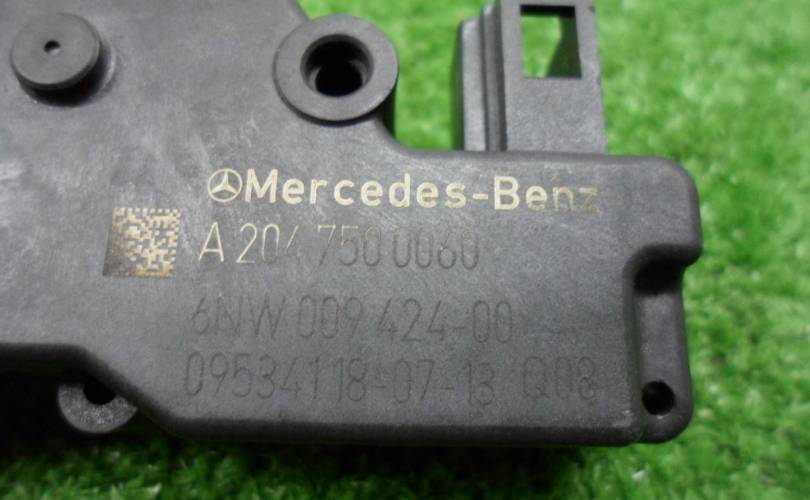 Mercedes-Benz
A 204 750 0060
6NW 009 424-00
09534118-07-13 Q08